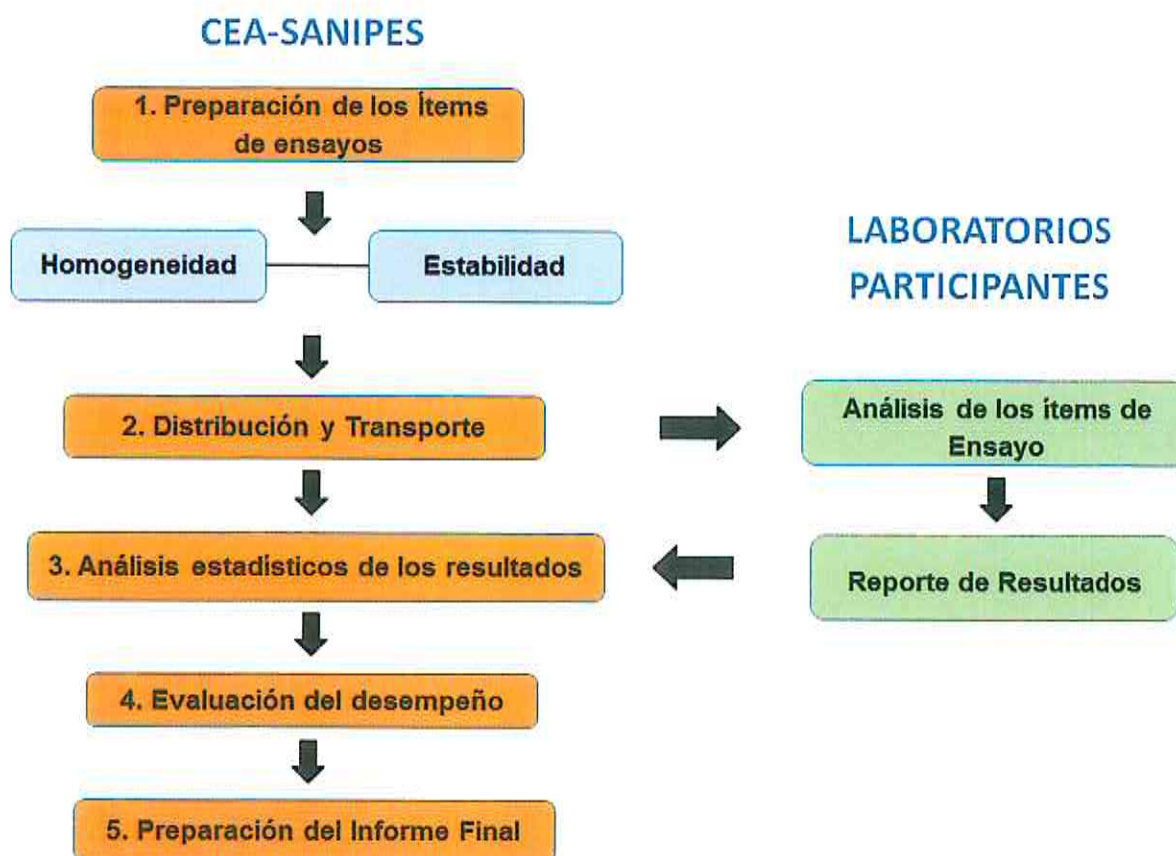 CEA-SANIPES
1. Preparación de los Ítems
de ensayos
Homogeneidad
Estabilidad
2. Distribución y Transporte
3. Análisis estadísticos de los resultados
4. Evaluación del desempeño
5. Preparación del Informe Final
LABORATORIOS
PARTICIPANTES
Análisis de los ítems de
Ensayo
Reporte de Resultados